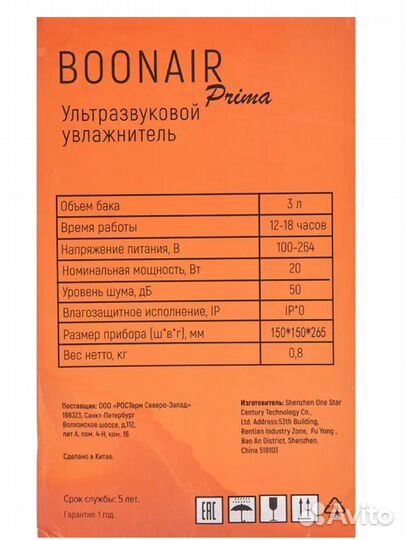 BOONAIR
Prima
Ультразвуковой
увлажнитель
Объем бака 3 л
Время работы 12-18 часов
Напряжение питания, В 100-264
Номинальная мощность, Вт 20
Уровень шума, дБ 50
Влагозащитное исполнение, IP IP*0
Размер прибора (ш*в*г), мм 150*150*265
Вес нетто, кг 0,8
Поставщик: ООО «РОСТерм Северо-Запад»
198323, Санкт-Петербург
Волхонское шоссе, д.112,
лит А, пом. 4-Н, ком. 16
Сделано в Китае.
Изготовитель: Shenzhen One Star
Century Technology Co.,
Ltd. Address:53th Building,
Rentian Industry Zone, Fu Yong ,
Bao An District, Shenzhen,
China 518103
Срок службы: 5 лет.
Гарантия: 1 год.
EAC
Avito